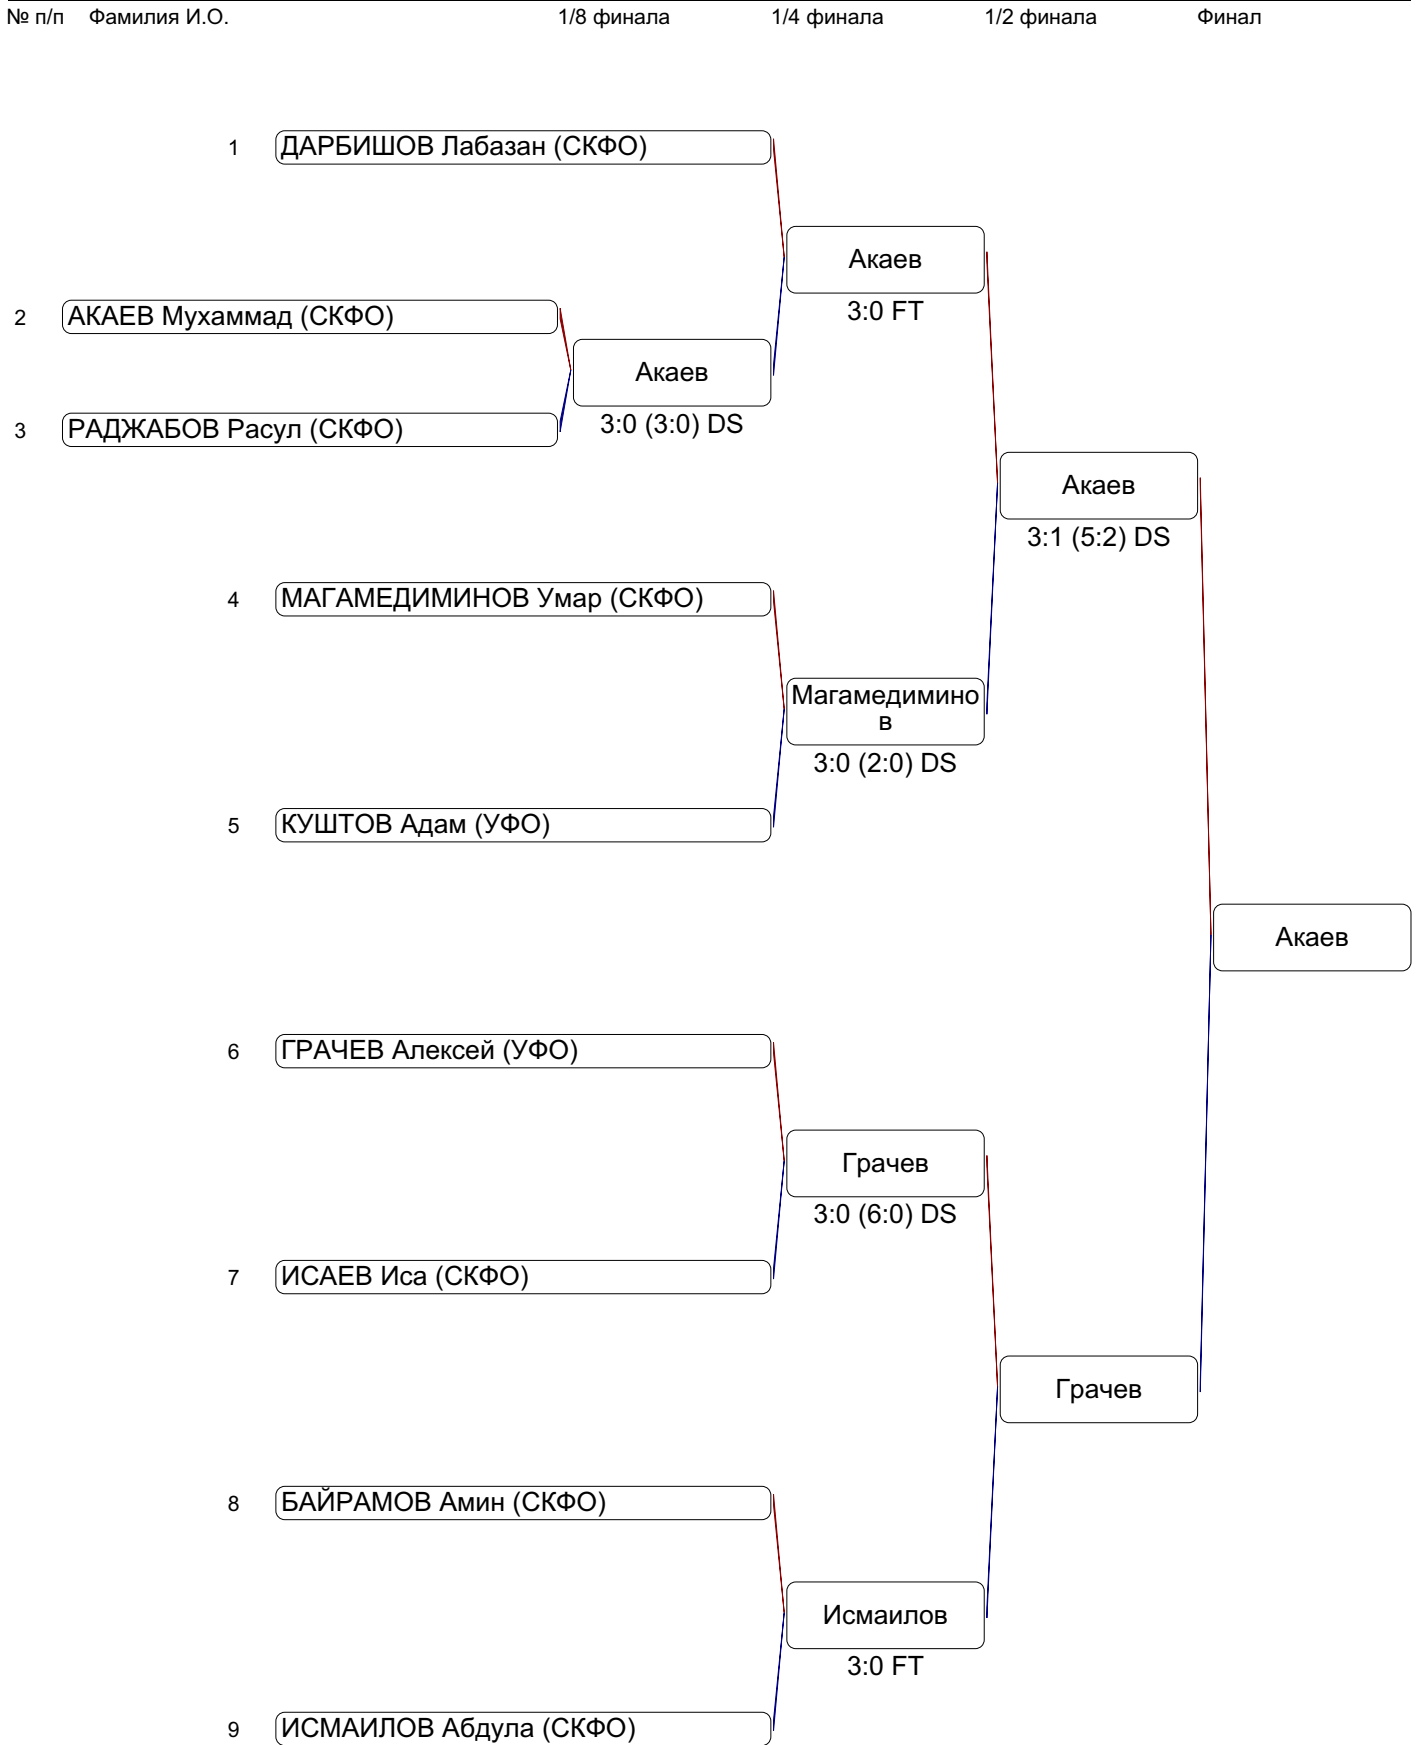 № п/п Фамилия И.О. 1/8 финала 1/4 финала 1/2 финала Финал
1 ДАРБИШОВ Лабазан (СКФО)
Акаев
3:0 FT
2 АКАЕВ Мухаммад (СКФО)
Акаев
3:0 (3:0) DS
3 РАДЖАБОВ Расул (СКФО)
Акаев
3:1 (5:2) DS
4 МАГАМЕДИМИНОВ Умар (СКФО)
Магамедимино
в
3:0 (2:0) DS
5 КУШТОВ Адам (УФО)
Акаев
6 ГРАЧЕВ Алексей (УФО)
Грачев
3:0 (6:0) DS
7 ИСАЕВ Иса (СКФО)
Грачев
8 БАЙРАМОВ Амин (СКФО)
Исмаилов
3:0 FT
9 ИСМАИЛОВ Абдула (СКФО)